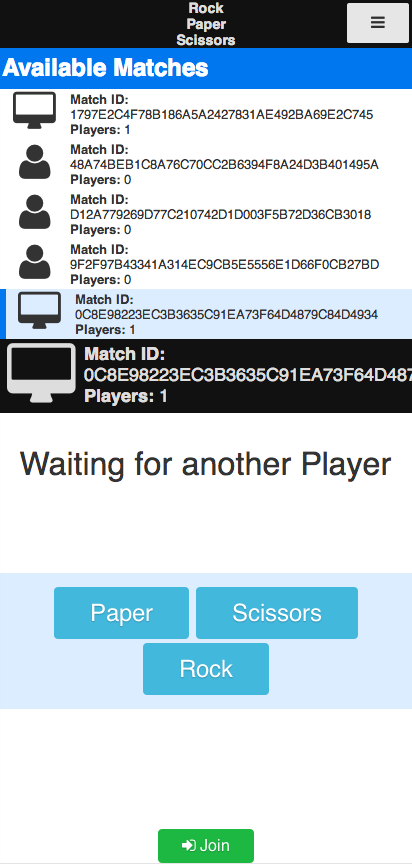 Rock
Paper
Scissors
Available Matches
Match ID:
1797E2C4F78B186A5A2427831AE492BA69E2C745
Players: 1
Match ID:
48A74BEB1C8A76C70CC2B6394F8A24D3B401495A
Players: 0
Match ID:
D12A779269D77C210742D1D003F5B72D36CB3018
Players: 0
Match ID:
9F2F97B43341A314EC9CB5E5556E1D66F0CB27BD
Players: 0
Match ID:
0C8E98223EC3B3635C91EA73F64D4879C84D4934
Players: 1
Match ID:
0C8E98223EC3B3635C91EA73F64D487
Players: 1
Waiting for another Player
Paper
Scissors
Rock
Join